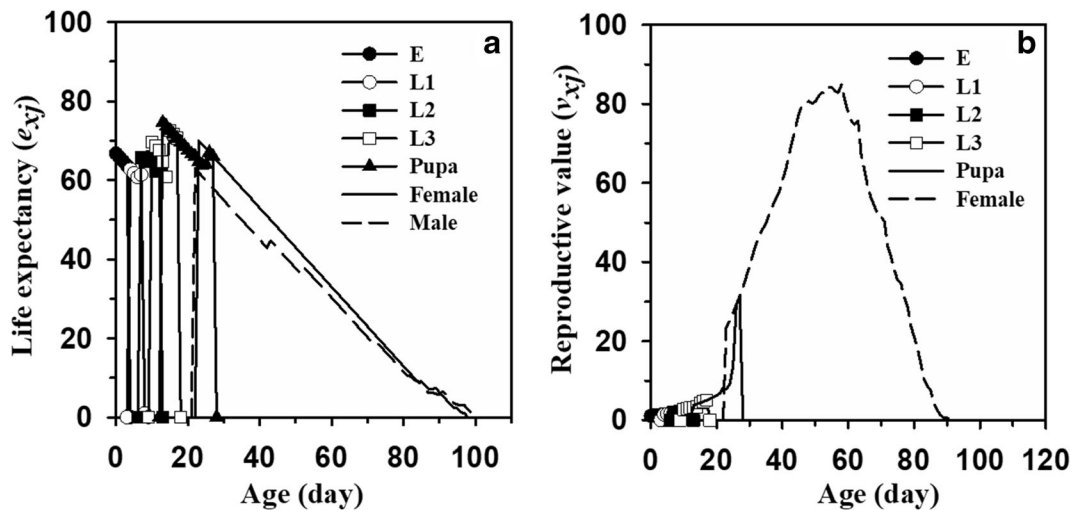 a
100
80
60
40
20
0
Life expectancy (exj)
E
L1
L2
L3
Pupa
Female
Male
0 20 40 60 80 100
Age (day)
b
100
80
60
40
20
0
Reproductive value (vxj)
E
L1
L2
L3
Pupa
Female
0 20 40 60 80 100 120
Age (day)